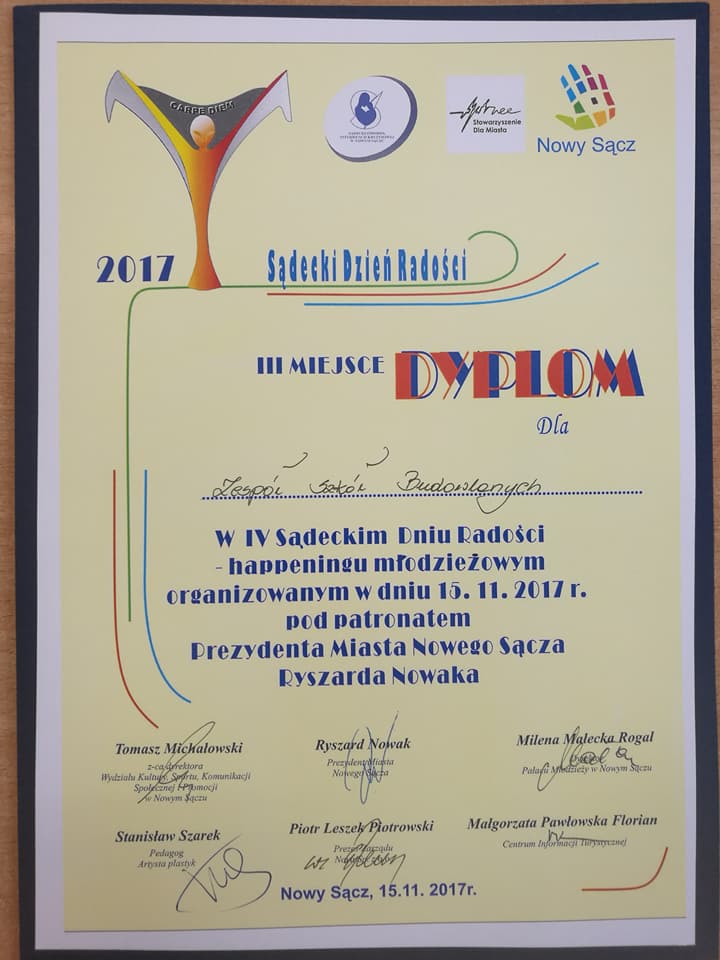 CARPE DIEM
Stowarzyszenie
Dla Miasta
Nowy Sącz
2017
Sądecki Dzień Radości
III MIEJSCE DYPLOM
Dla
Zespół Szkół Budowlanych
W IV Sądeckim Dniu Radości
- happeningu młodzieżowym
organizowanym w dniu 15. 11. 2017 r.
pod patronatem
Prezydenta Miasta Nowego Sącza
Ryszarda Nowaka
Tomasz Michałowski
z-ca dyrektora
Wydziału Kultury, Sportu, Komunikacji
Społecznej i Promocji
w Nowym Sączu
Ryszard Nowak
Prezydent Miasta
Nowego Sącza
Milena Małecka Rogal
Pałacu Młodzieży w Nowym Sączu
Stanisław Szarek
Pedagog
Artysta plastyk
Piotr Leszek Piotrowski
Prezes Zarządu
Małgorzata Pawłowska Florian
Centrum Informacji Turystycznej
Nowy Sącz, 15.11. 2017r.